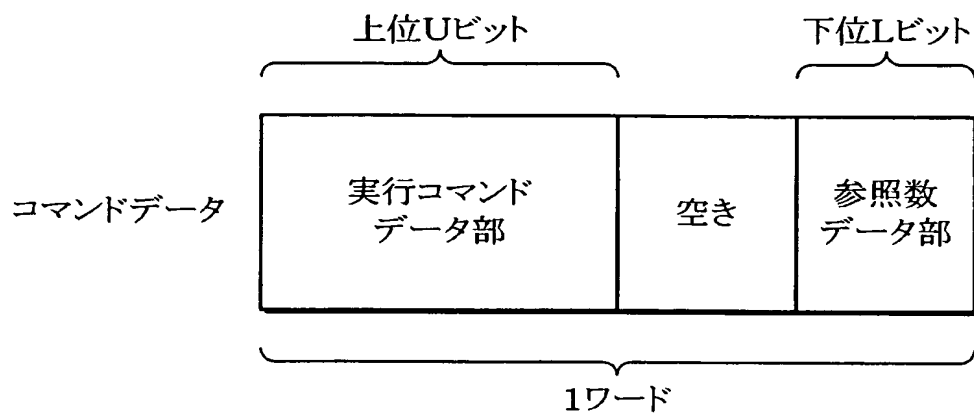 上位Uビット
下位Lビット
コマンドデータ
実行コマンド
データ部
空き
参照数
データ部
1ワード